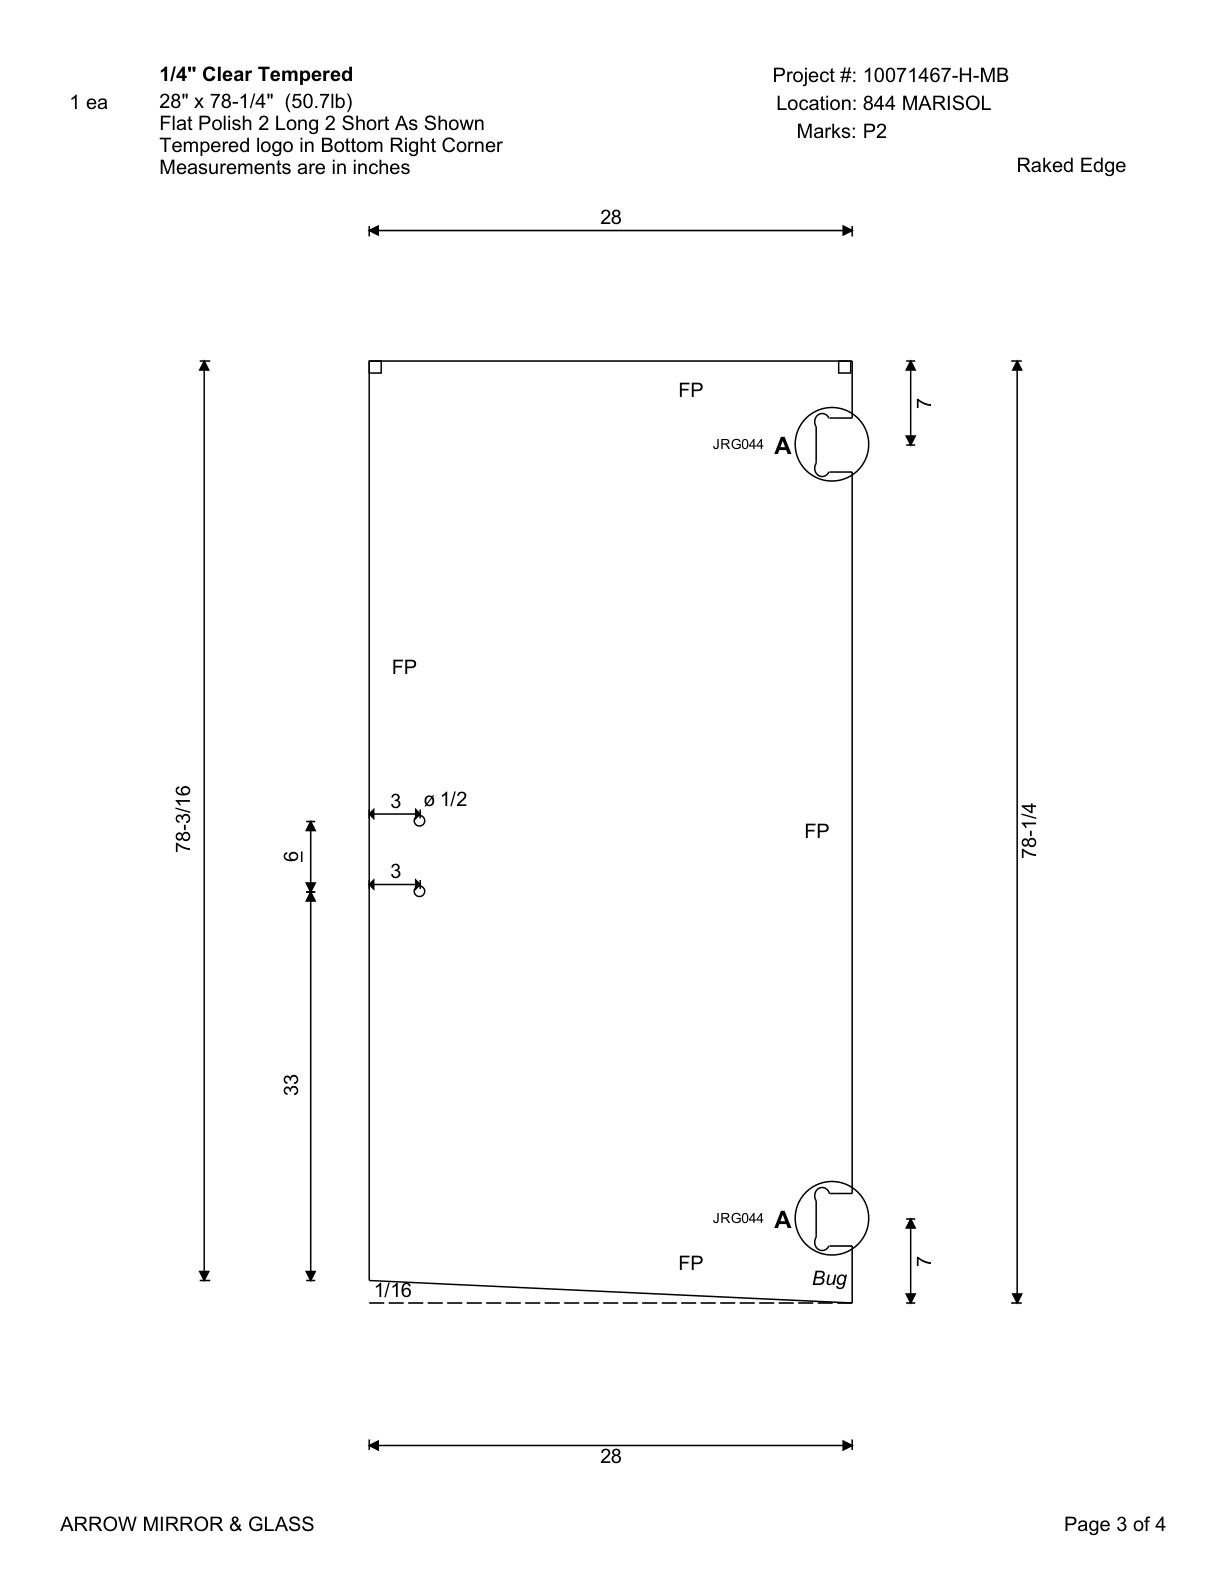 1/4" Clear Tempered
1 ea
28" x 78-1/4" (50.7lb)
Flat Polish 2 Long 2 Short As Shown
Tempered logo in Bottom Right Corner
Measurements are in inches
Project #: 10071467-H-MB
Location: 844 MARISOL
Marks: P2
Raked Edge
28
FP
7
JRG044 A
FP
78-3/16
3
ø 1/2
6
3
FP
78-1/4
33
JRG044 A
FP
7
Bug
1/16
28
ARROW MIRROR & GLASS
Page 3 of 4